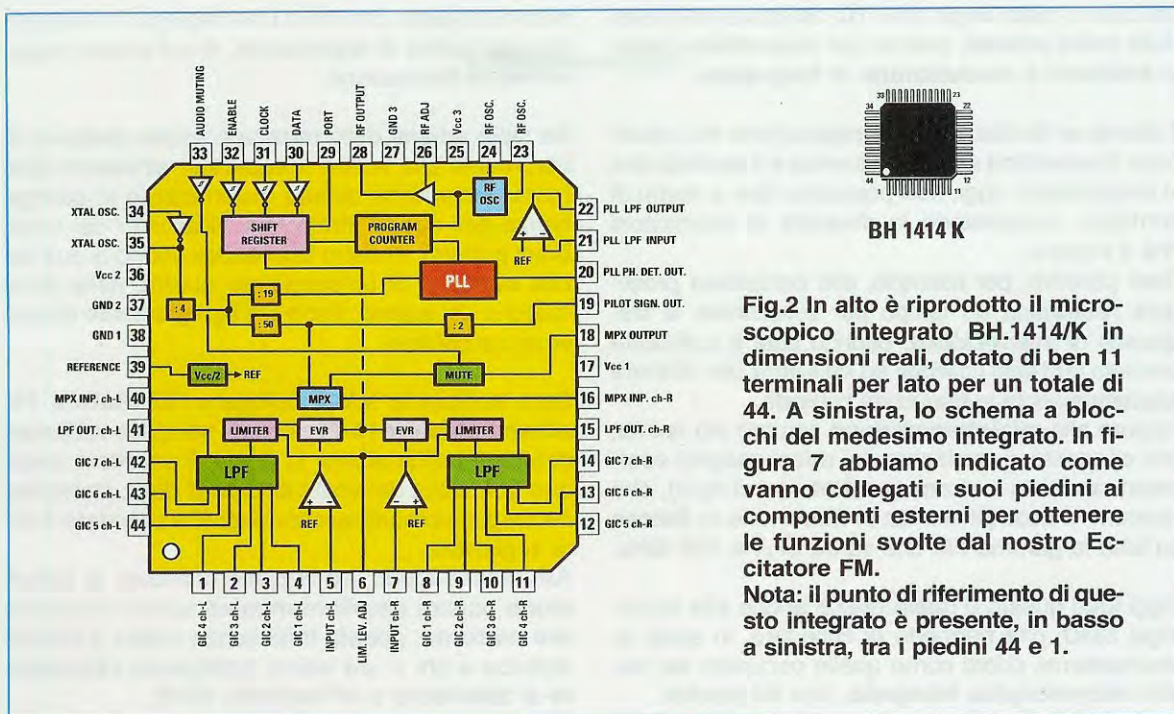 33 AUDIO MUTING
32 ENABLE
31 CLOCK
30 DATA
29 PORT
28 RF OUTPUT
27 GND 3
26 RF ADJ
25 Vcc 3
24 RF OSC.
23 RF OSC.
34 XTAL OSC.
35 XTAL OSC.
36 Vcc 2
37 GND 2
38 GND 1
39 REFERENCE
40 MPX INP. ch-L
41 LPF OUT. ch-L
42 GIC 7 ch-L
43 GIC 6 ch-L
44 GIC 5 ch-L
SHIFT
REGISTER
PROGRAM
COUNTER
RF
OSC
REF
PLL
: 4
: 19
: 50
: 2
Vcc/2
REF
MPX
MUTE
LIMITER
EVR
EVR
LIMITER
LPF
LPF
REF
REF
22 PLL LPF OUTPUT
21 PLL LPF INPUT
20 PLL PH. DET. OUT.
19 PILOT SIGN. OUT.
18 MPX OUTPUT
17 Vcc 1
16 MPX INP. ch-R
15 LPF OUT. ch-R
14 GIC 7 ch-R
13 GIC 6 ch-R
12 GIC 5 ch-R
1 GIC 4 ch-L
2 GIC 3 ch-L
3 GIC 2 ch-L
4 GIC 1 ch-L
5 INPUT ch-L
6 LIM. LEV. ADJ
7 INPUT ch-R
8 GIC 1 ch-R
9 GIC 2 ch-R
10 GIC 3 ch-R
11 GIC 4 ch-R
33
23
34
22
44
12
1
11
BH 1414 K
Fig.2 In alto è riprodotto il micro-
scopico integrato BH.1414/K in
dimensioni reali, dotato di ben 11
terminali per lato per un totale di
44. A sinistra, lo schema a bloc-
chi del medesimo integrato. In fi-
gura 7 abbiamo indicato come
vanno collegati i suoi piedini ai
componenti esterni per ottenere
le funzioni svolte dal nostro Ec-
citatore FM.
Nota: il punto di riferimento di que-
sto integrato è presente, in basso
a sinistra, tra i piedini 44 e 1.